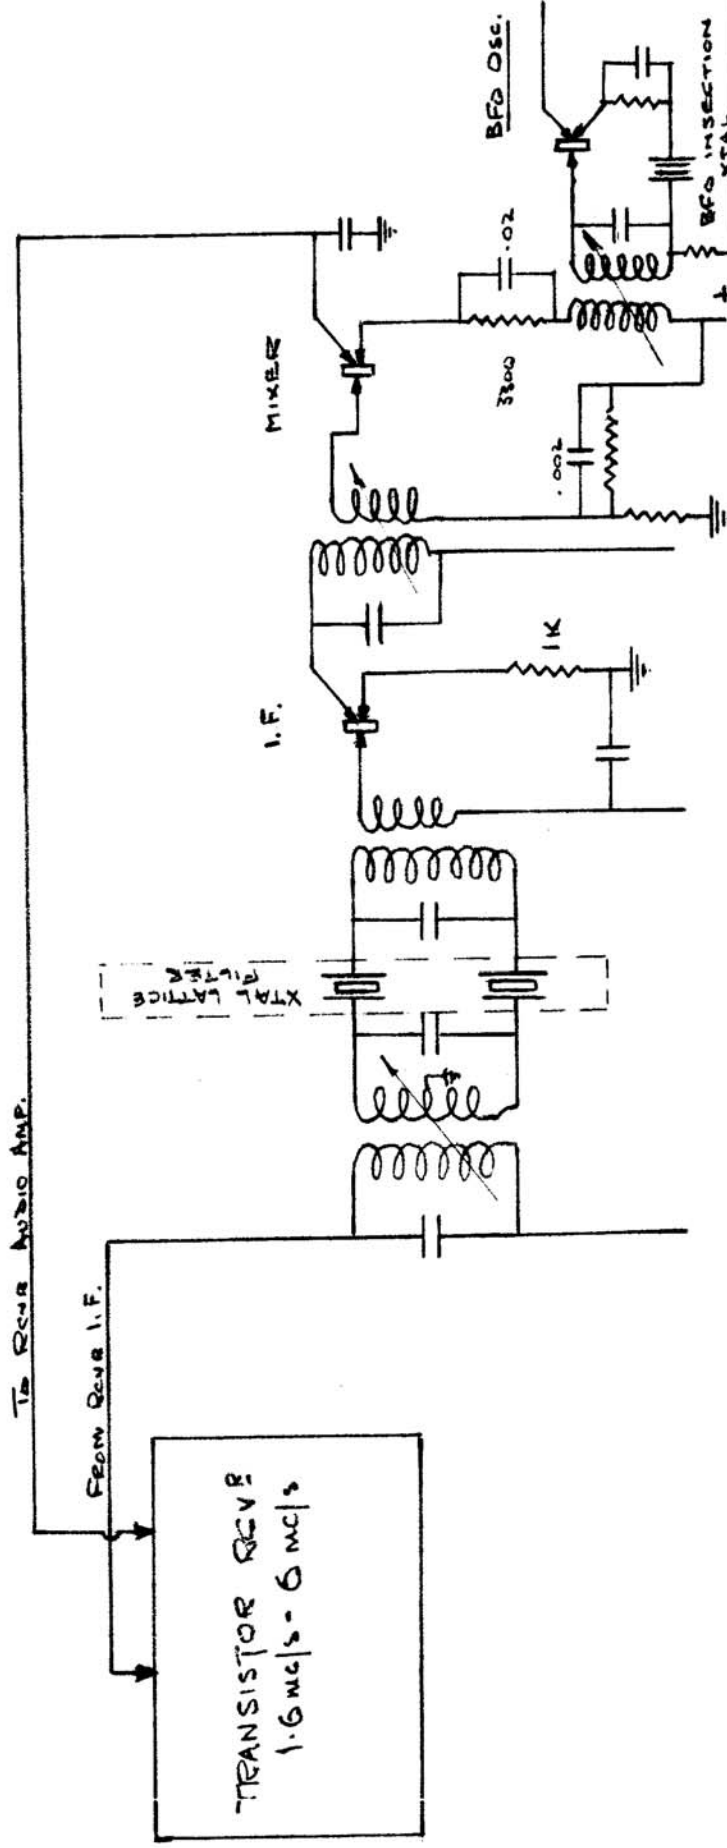 To RCVR AUDIO AMP.
FROM RCVR I.F.
TRANSISTOR RCVR
1.6 mc/s - 6 mc/s
XTAL LATTICE
FILTER
I.F.
1K
MIXER
.002
3300
.02
BFO OSC.
BFO INSECTION
XTAL
+